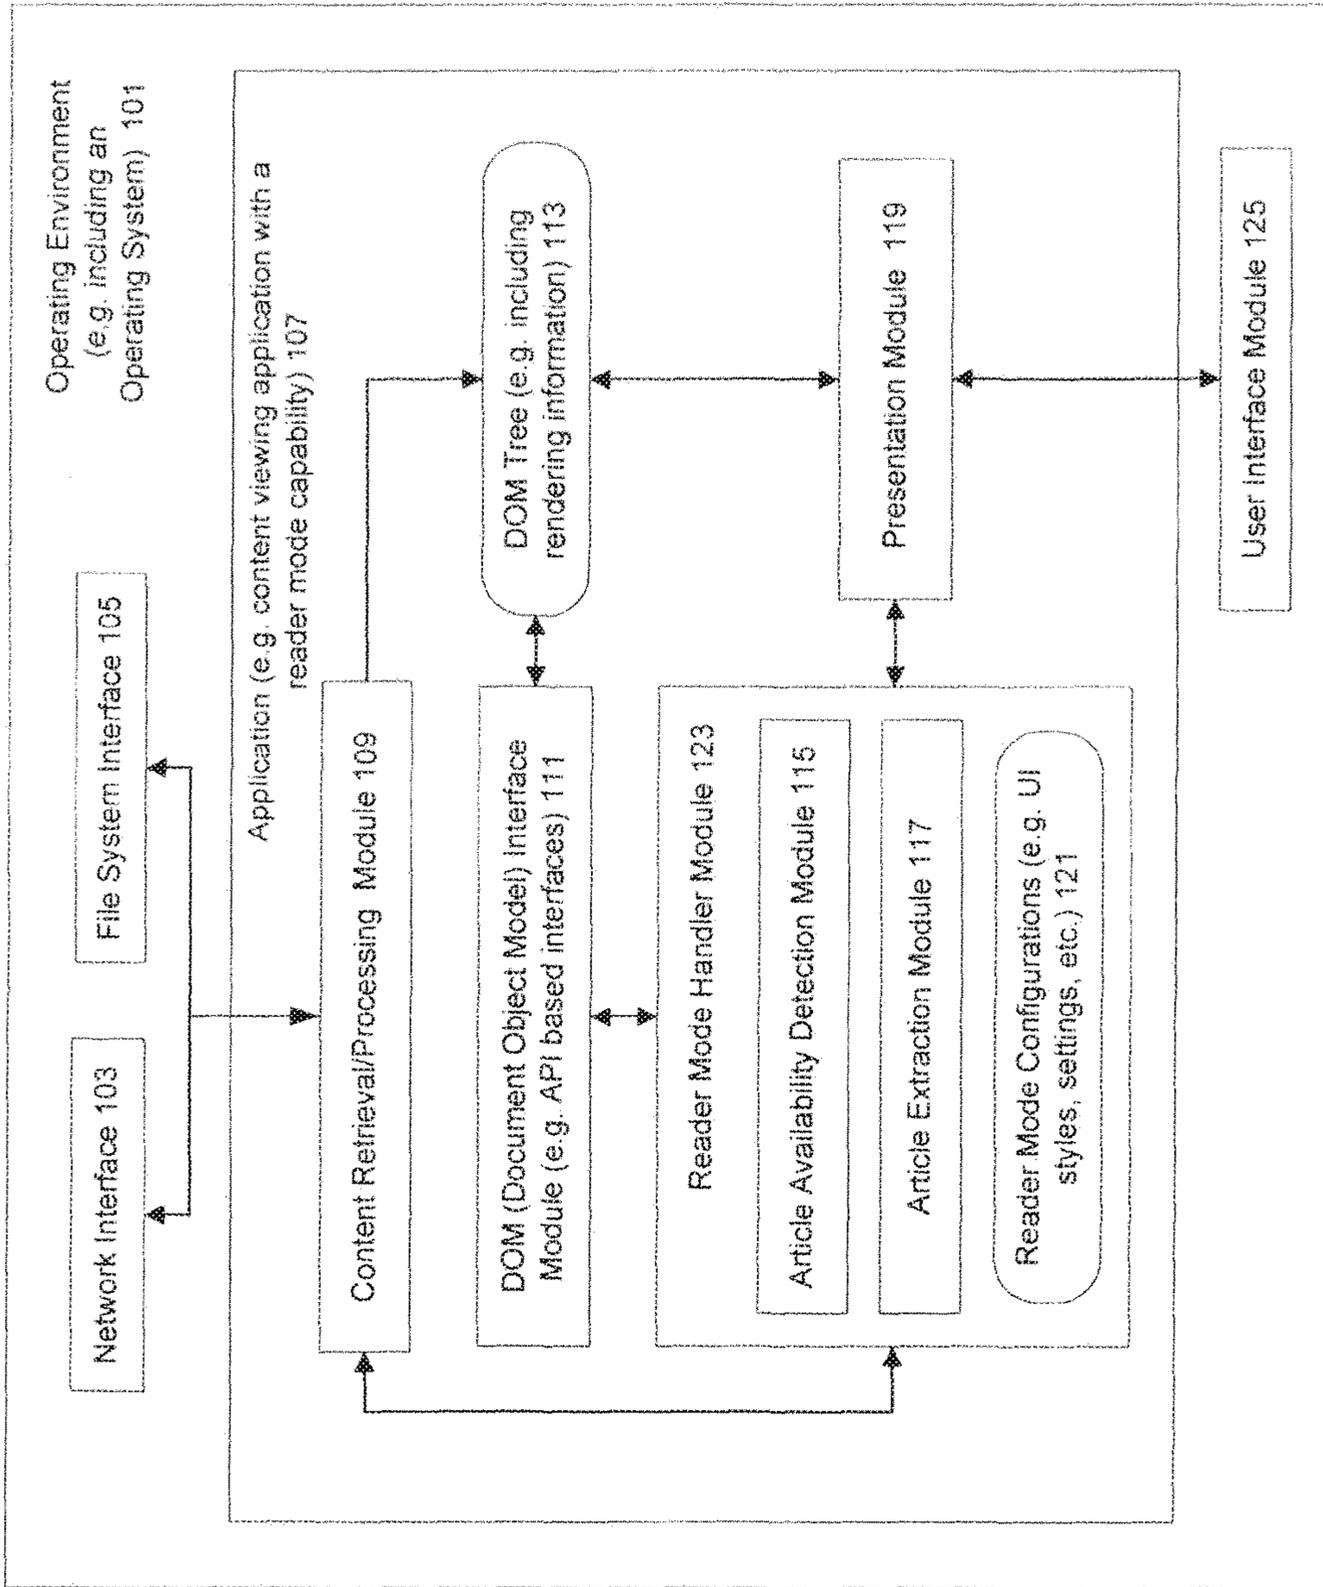 Operating Environment
(e.g. including an
Operating System) 101
Network Interface 103
File System Interface 105
Application (e.g. content viewing application with a
reader mode capability) 107
Content Retrieval/Processing Module 109
DOM (Document Object Model) Interface
Module (e.g. API based interfaces) 111
DOM Tree (e.g. including
rendering information) 113
Reader Mode Handler Module 123
Article Availability Detection Module 115
Article Extraction Module 117
Reader Mode Configurations (e.g. UI
styles, settings, etc.) 121
Presentation Module 119
User Interface Module 125